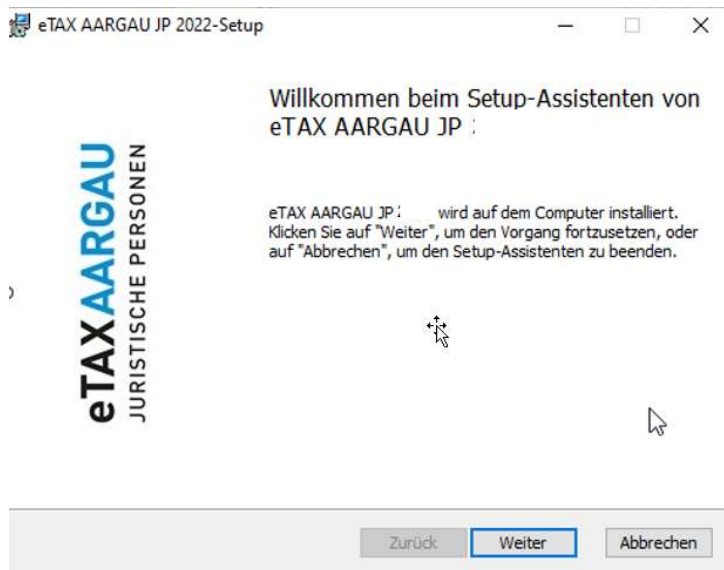 eTAX AARGAU JP 2022-Setup
Willkommen beim Setup-Assistenten von
eTAX AARGAU JP
eTAX AARGAU JP wird auf dem Computer installiert.
Klicken Sie auf "Weiter", um den Vorgang fortzusetzen, oder
auf "Abbrechen", um den Setup-Assistenten zu beenden.
eTAXAARGAU
JURISTISCHE PERSONEN
Zurück
Weiter
Abbrechen